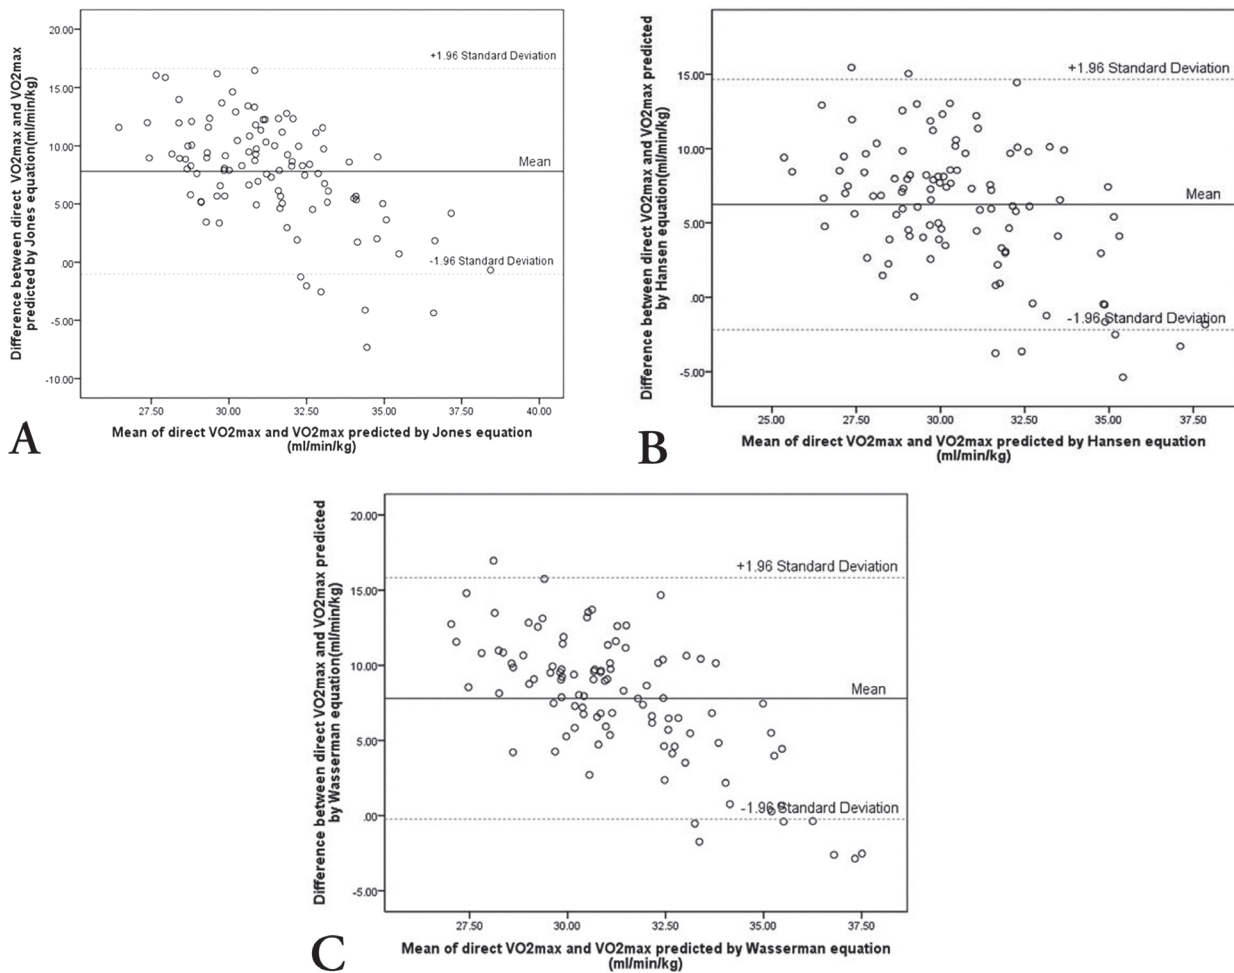 Difference between direct VO2max and VO2max
predicted by Jones equation(ml/min/kg)
20.00
15.00
10.00
5.00
.00
-5.00
-10.00
+1.96 Standard Deviation
Mean
-1.96 Standard Deviation
27.50 30.00 32.50 35.00 37.50 40.00
Mean of direct VO2max and VO2max predicted by Jones equation
(ml/min/kg)
A
Difference between direct VO2max and VO2max predicted
by Hansen equation(ml/min/kg)
15.00
10.00
5.00
.00
-5.00
+1.96 Standard Deviation
Mean
-1.96 Standard Deviation
25.00 27.50 30.00 32.50 35.00 37.50
Mean of direct VO2max and VO2max predicted by Hansen equation
(ml/min/kg)
B
Difference between direct VO2max and VO2max predicted
by Wasserman equation(ml/min/kg)
20.00
15.00
10.00
5.00
.00
-5.00
+1.96 Standard Deviation
Mean
-1.96 Standard Deviation
27.50 30.00 32.50 35.00 37.50
Mean of direct VO2max and VO2max predicted by Wasserman equation
(ml/min/kg)
C